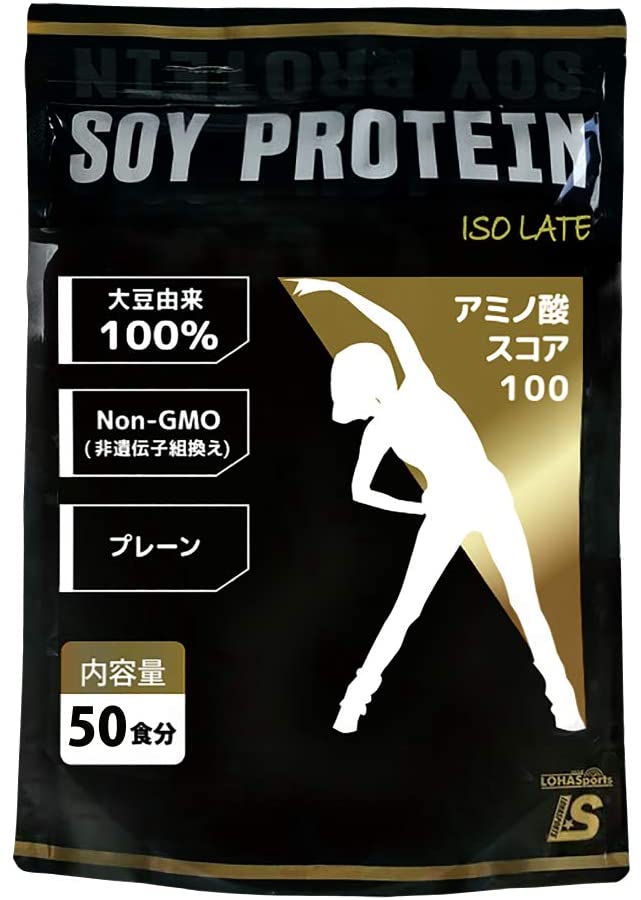 SOY PROTEIN
SOY PROTEIN
ISO LATE
大豆由来
100%
アミノ酸
スコア
100
Non-GMO
(非遺伝子組換え)
プレーン
内容量
50食分
LOHASports
LS
LOHASPORTS